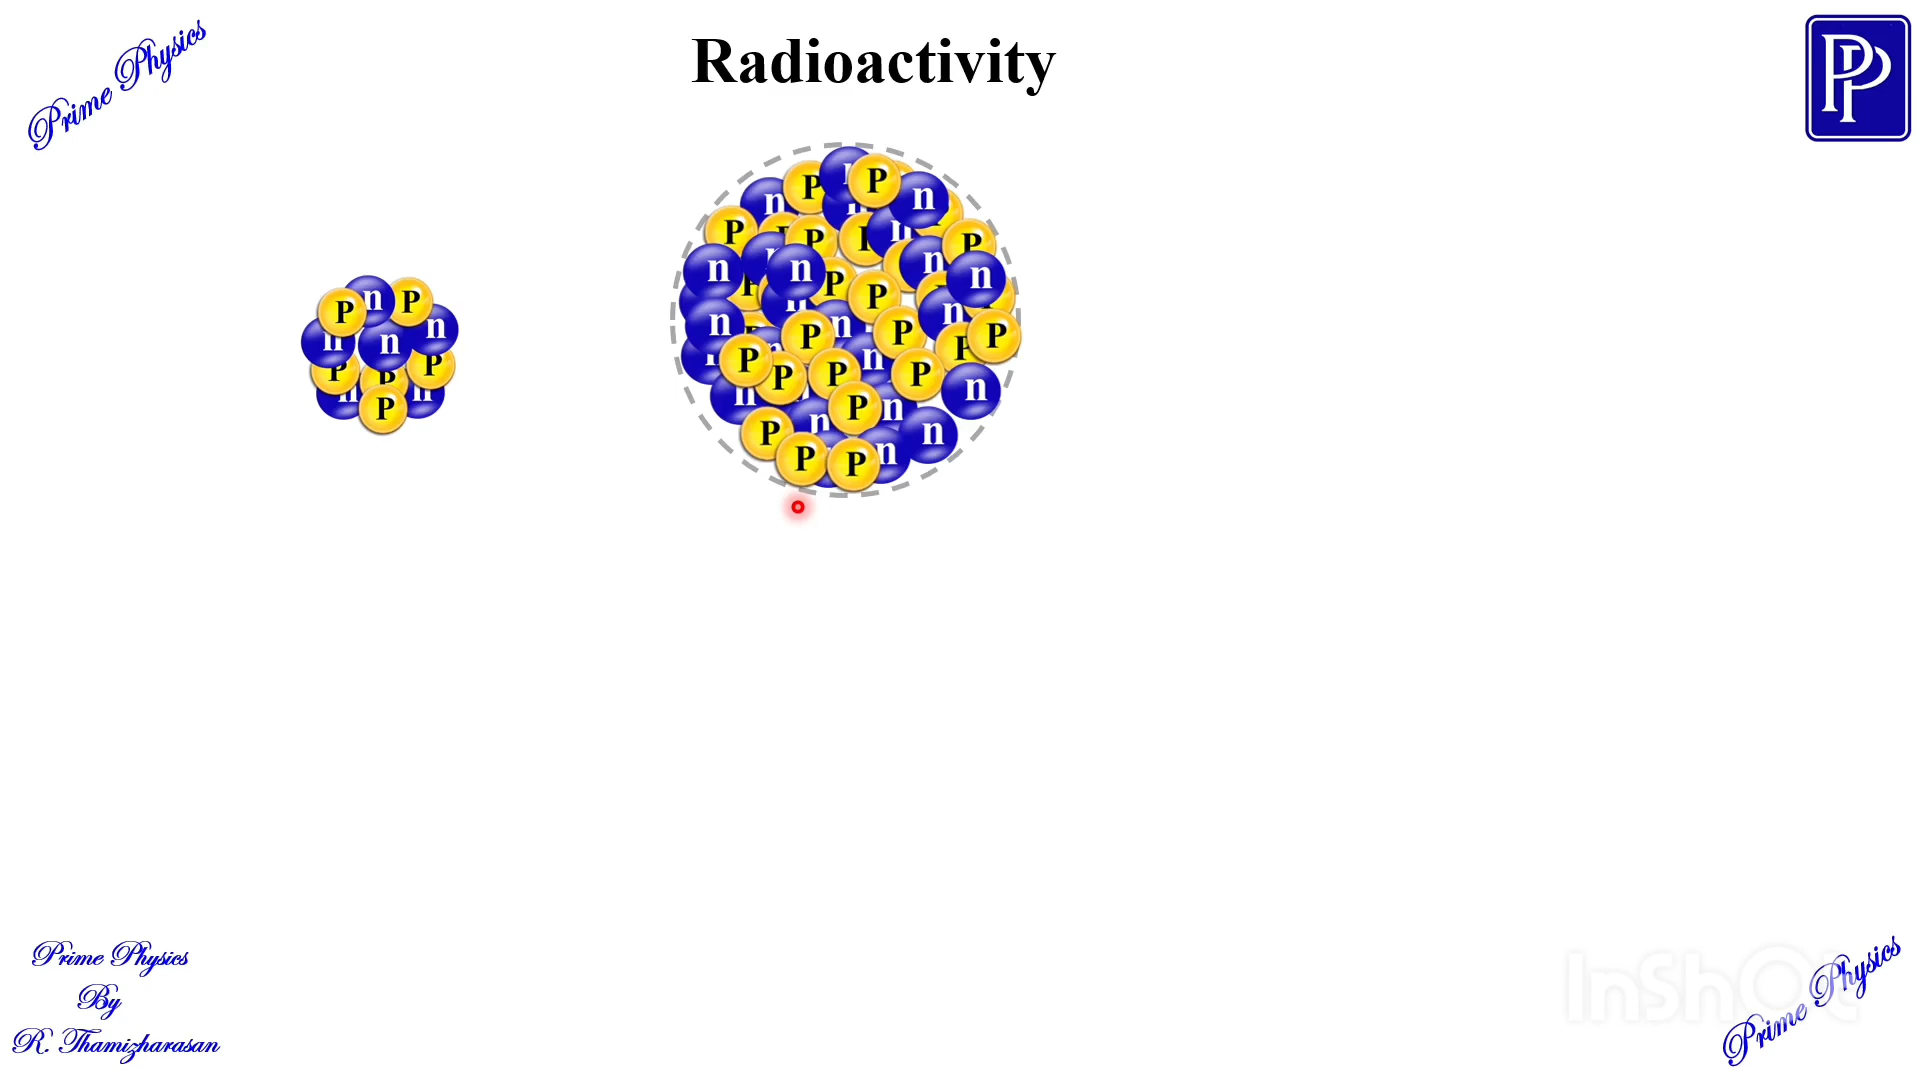 Radioactivity
Prime Physics
PP
P n P n n n P P P n n P
n P n P n n P P P n P P n n P n n P P P n n P n n P P P n P P P P P P n n P n n P n n P P
Prime Physics
By
R. Thamizharasan
InShOt
Prime Physics